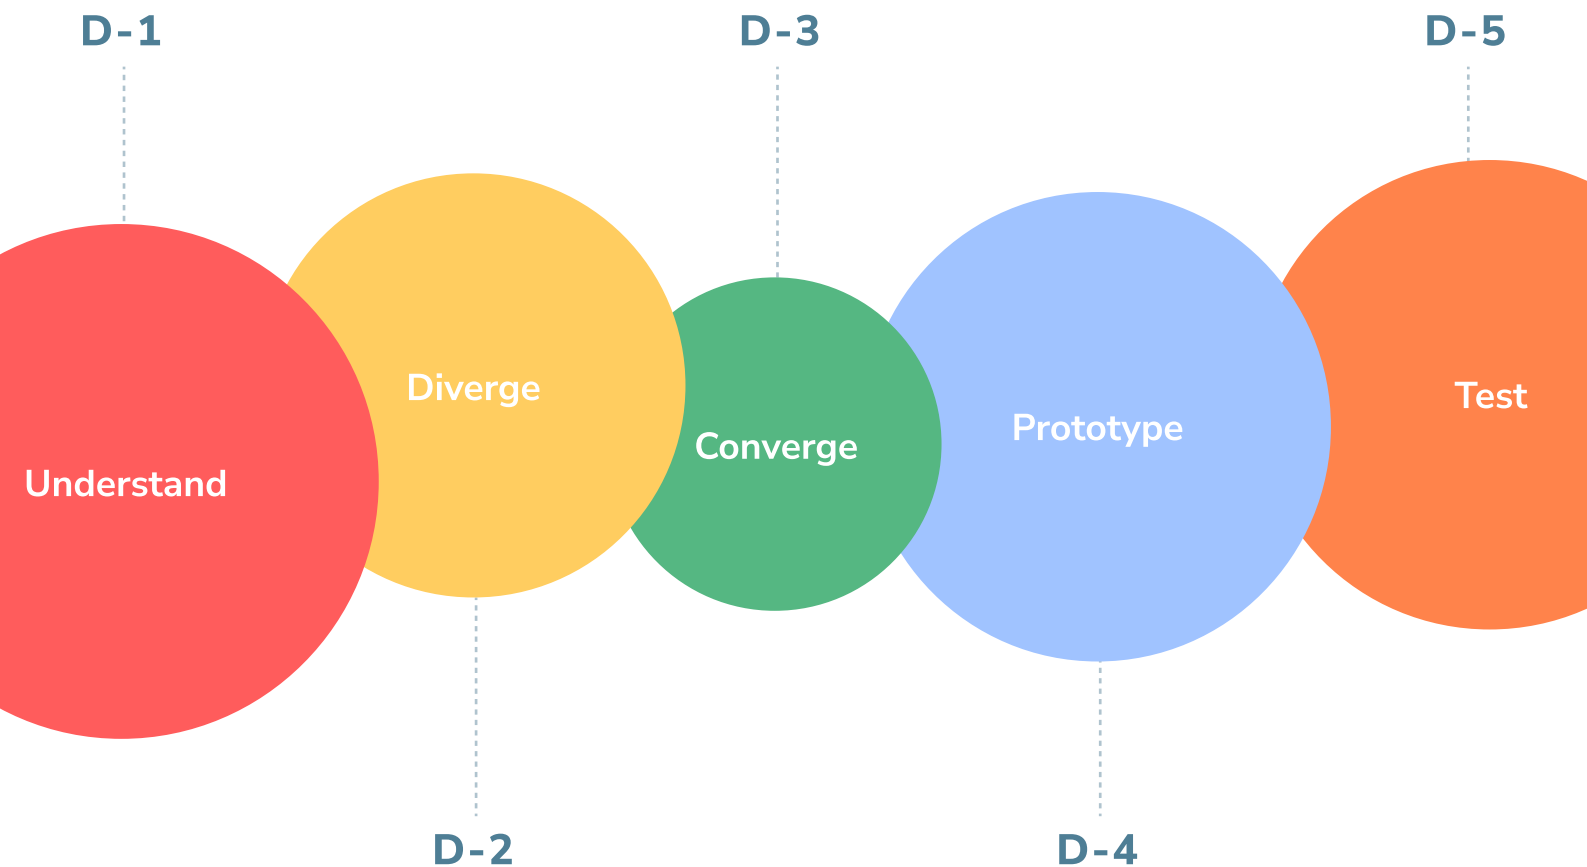 D-1
D-3
D-5
Understand
Diverge
Converge
Prototype
Test
D-2
D-4